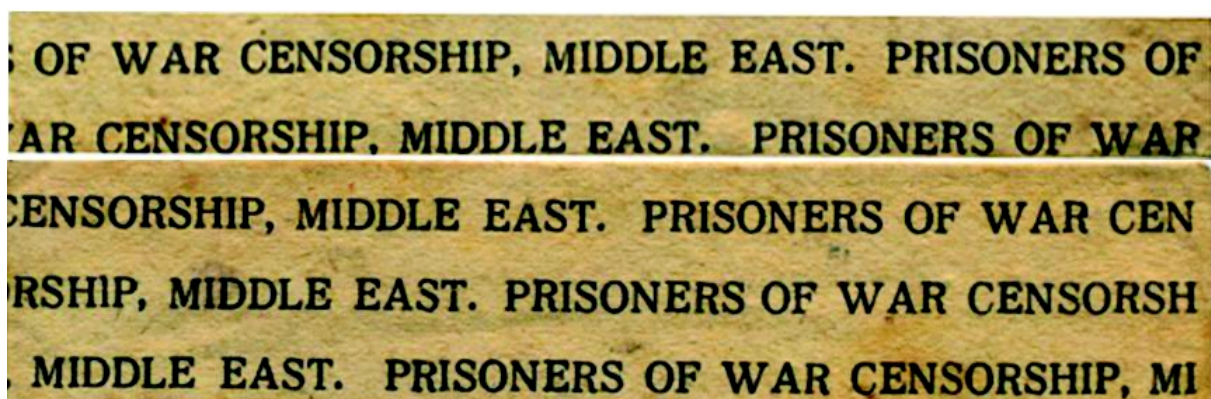 S OF WAR CENSORSHIP, MIDDLE EAST. PRISONERS OF
AR CENSORSHIP, MIDDLE EAST. PRISONERS OF WAR
CENSORSHIP, MIDDLE EAST. PRISONERS OF WAR CEN
RSHIP, MIDDLE EAST. PRISONERS OF WAR CENSORSH
. MIDDLE EAST. PRISONERS OF WAR CENSORSHIP, MI